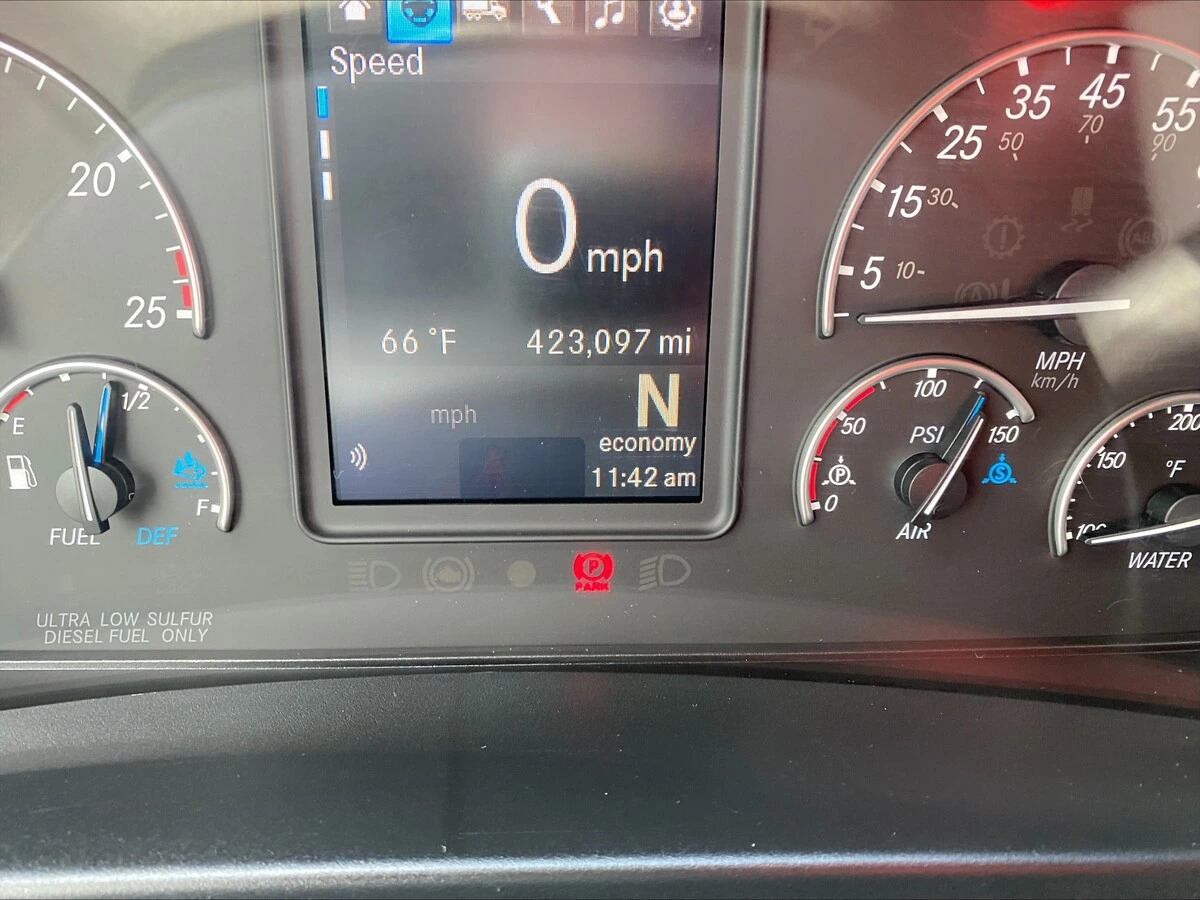 Speed
0 mph
66 °F 423,097 mi
mph
N
economy
11:42 am
20
25
E
1/2
F
FUEL DEF
ULTRA LOW SULFUR
DIESEL FUEL ONLY
P
PARK
5 10
15 30
25
35 50
45 70
55 90
MPH
km/h
0
50
100
150
PSI
P
S
AIR
100
150
200
°F
WATER
ABS